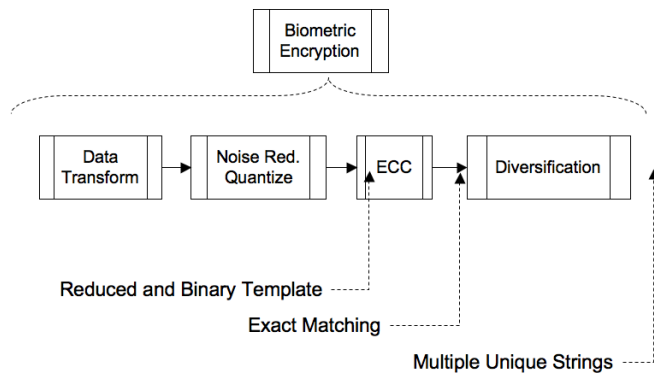 Biometric
Encryption
Data
Transform
Noise Red.
Quantize
ECC
Diversification
Reduced and Binary Template
Exact Matching
Multiple Unique Strings